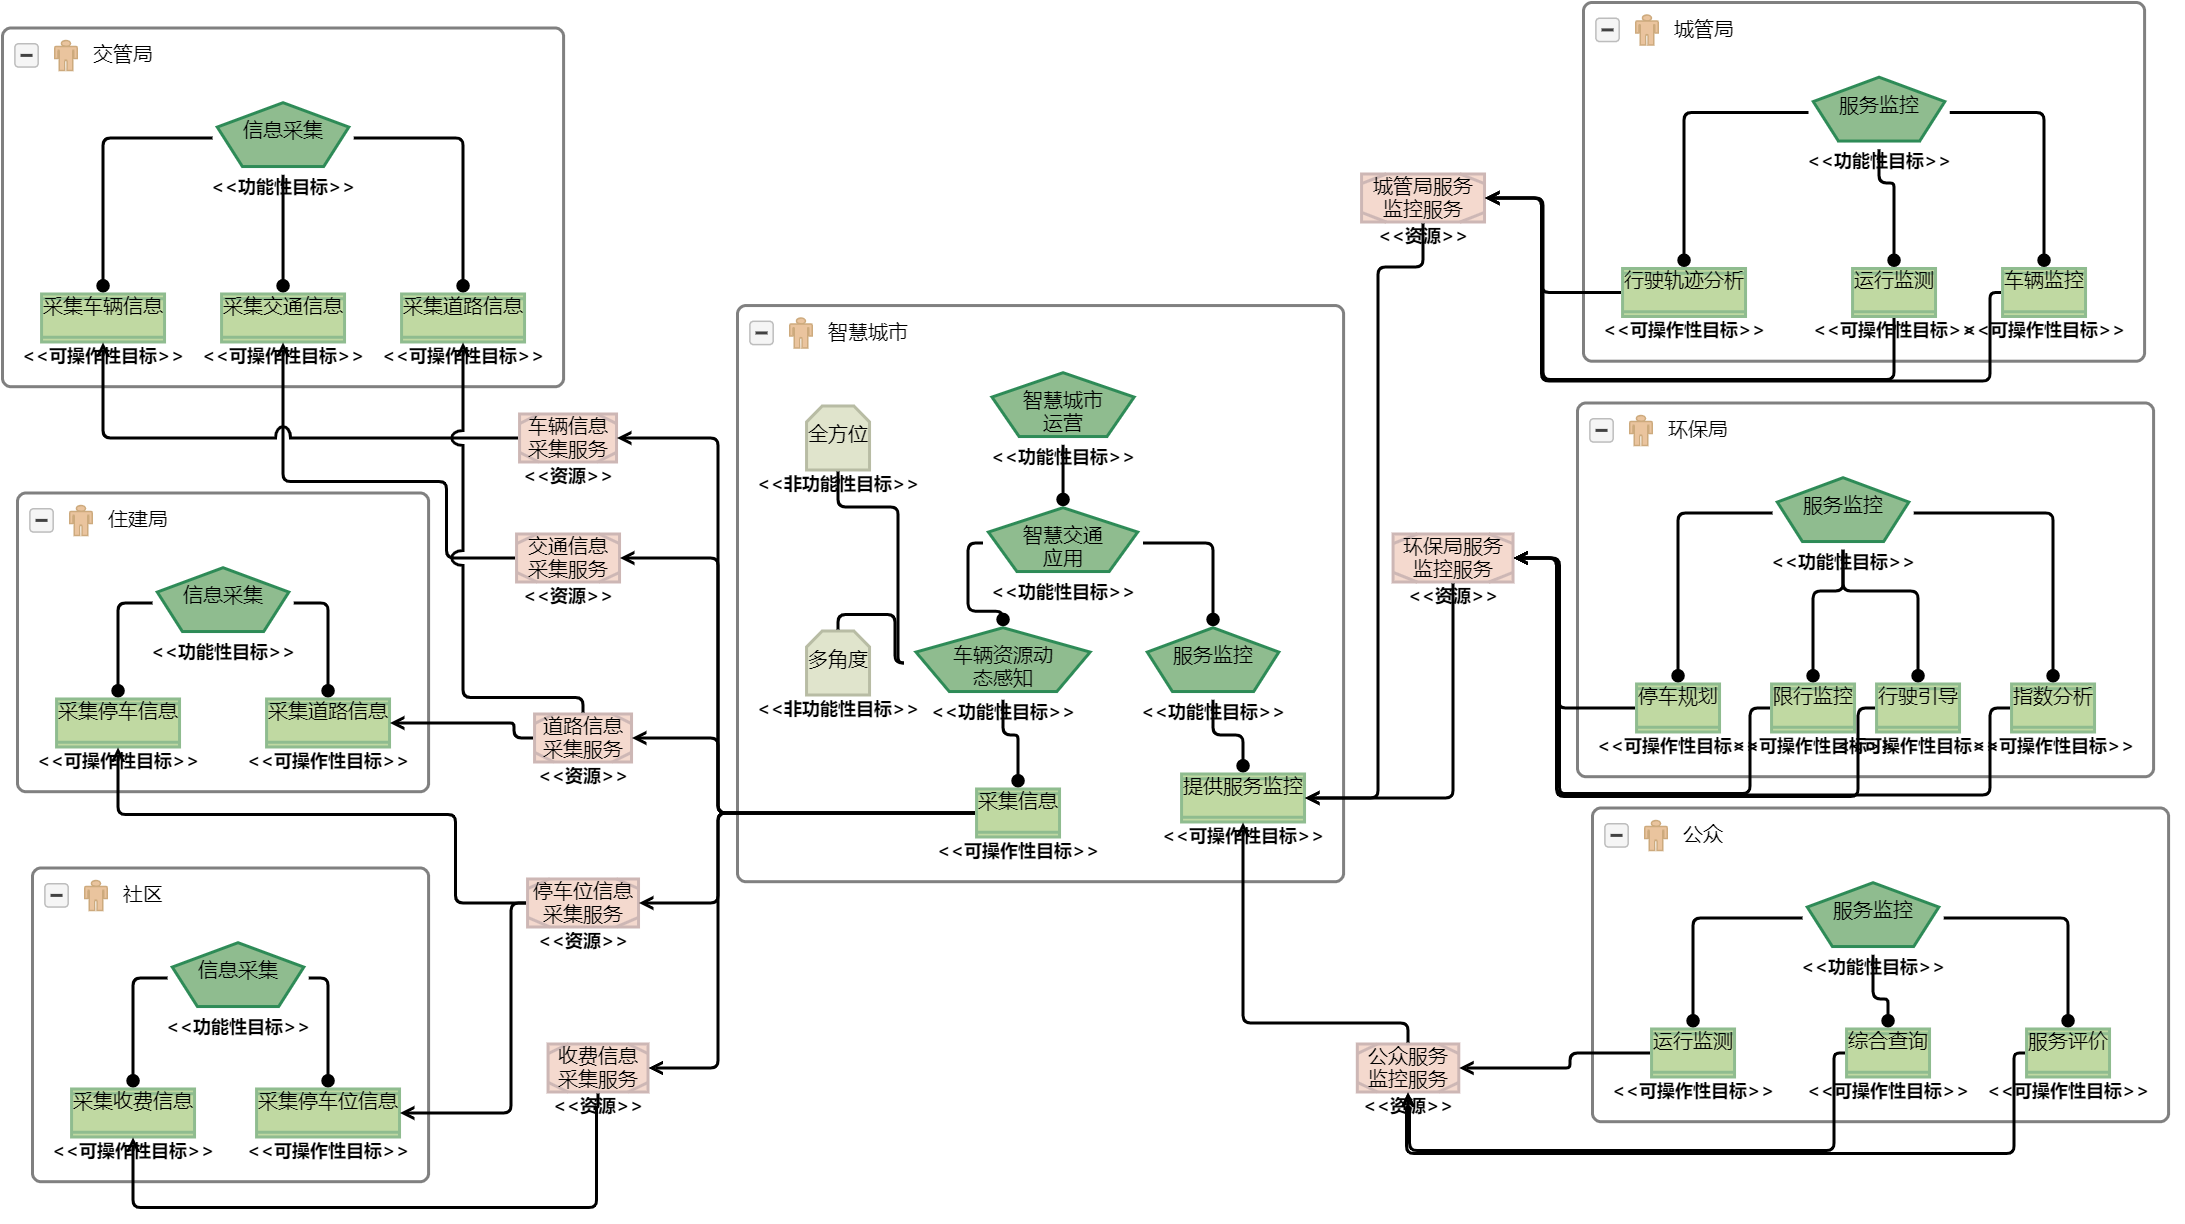 交管局
信息采集
<<功能性目标>>
采集车辆信息
<<可操作性目标>>
采集交通信息
<<可操作性目标>>
采集道路信息
<<可操作性目标>>
住建局
信息采集
<<功能性目标>>
采集停车信息
<<可操作性目标>>
采集道路信息
<<可操作性目标>>
社区
信息采集
<<功能性目标>>
采集收费信息
<<可操作性目标>>
采集停车位信息
<<可操作性目标>>
车辆信息
采集服务
<<资源>>
交通信息
采集服务
<<资源>>
道路信息
采集服务
<<资源>>
停车位信息
采集服务
<<资源>>
收费信息
采集服务
<<资源>>
智慧城市
智慧城市
运营
<<功能性目标>>
全方位
<<非功能性目标>>
智慧交通
应用
<<功能性目标>>
多角度
<<非功能性目标>>
车辆资源动
态感知
<<功能性目标>>
服务监控
<<功能性目标>>
采集信息
<<可操作性目标>>
提供服务监控
<<可操作性目标>>
城管局服务
监控服务
<<资源>>
环保局服务
监控服务
<<资源>>
公众服务
监控服务
<<资源>>
城管局
服务监控
<<功能性目标>>
行驶轨迹分析
<<可操作性目标>>
运行监测
<<可操作性目标>>
车辆监控
<<可操作性目标>>
环保局
服务监控
<<功能性目标>>
停车规划
<<可操作性目标>>
限行监控
<<可操作性目标>>
行驶引导
<<可操作性目标>>
指数分析
<<可操作性目标>>
公众
服务监控
<<功能性目标>>
运行监测
<<可操作性目标>>
综合查询
<<可操作性目标>>
服务评价
<<可操作性目标>>